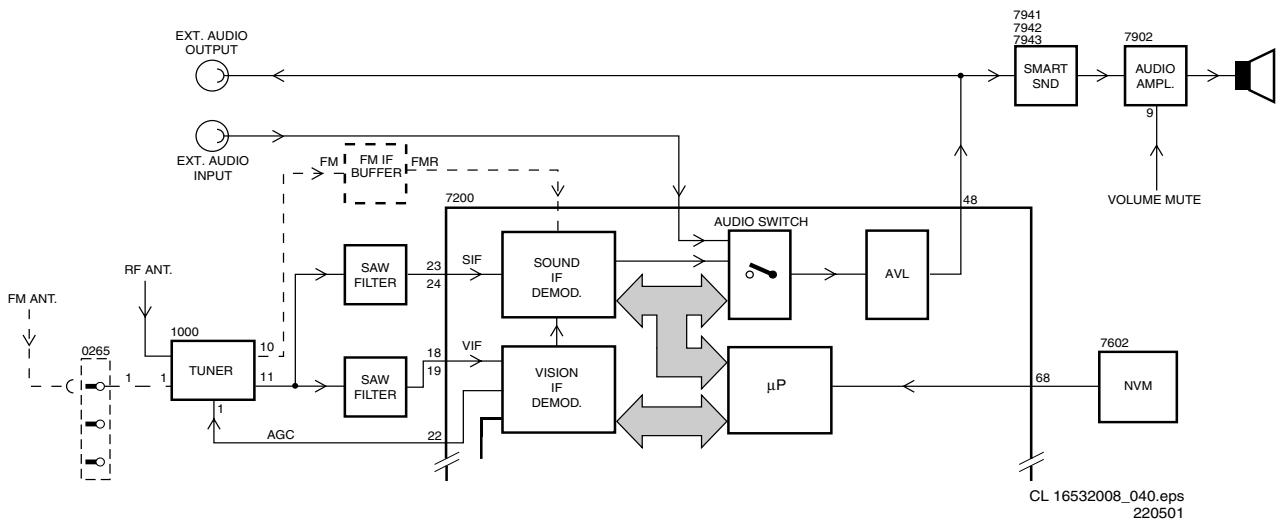 7941
7942
7943
7902
EXT. AUDIO
OUTPUT
SMART
SND
AUDIO
AMPL.
9
EXT. AUDIO
INPUT
FM
FM IF
BUFFER
FMR
VOLUME MUTE
7200
48
AUDIO SWITCH
RF ANT.
SAW
FILTER
23
24
SIF
SOUND
IF
DEMOD.
AVL
FM ANT.
1000
10
0265
1
1
TUNER
11
SAW
FILTER
18
19
VIF
VISION
IF
DEMOD.
µP
68
7602
NVM
1
AGC
22
CL 16532008_040.eps
220501